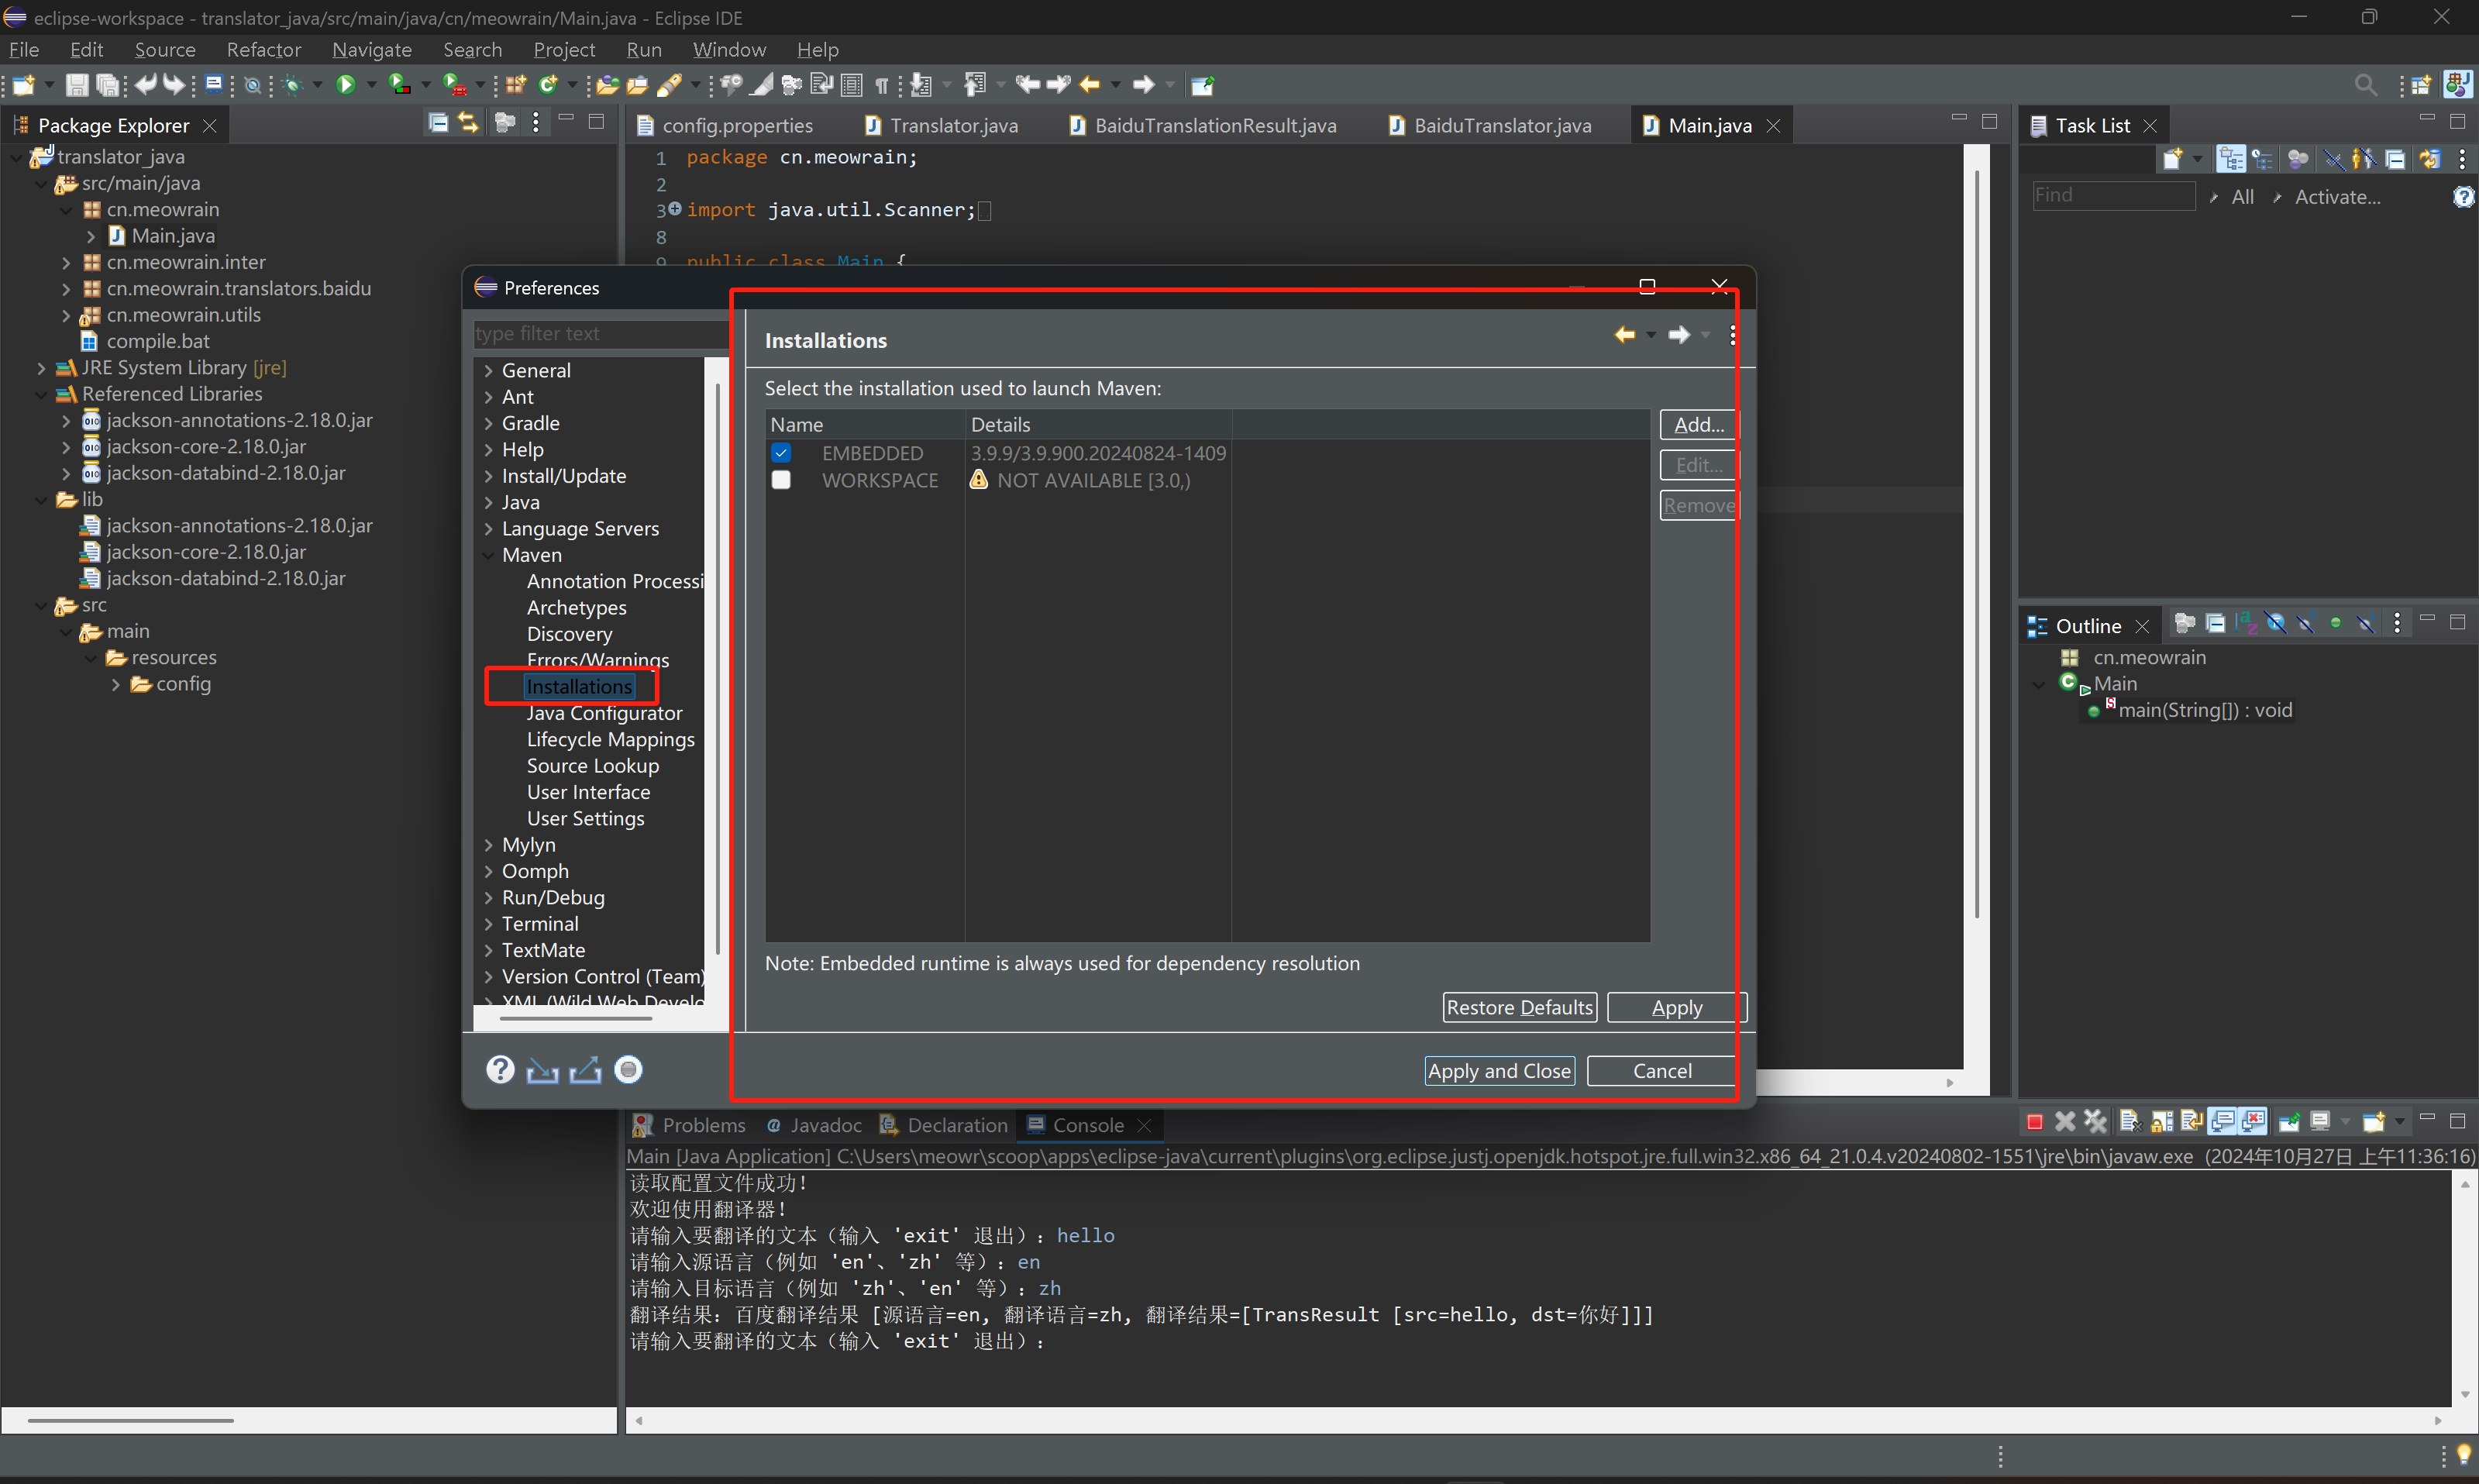 eclipse-workspace - translator_java/src/main/java/cn/meowrain/Main.java - Eclipse IDE
File Edit Source Refactor Navigate Search Project Run Window Help
Package Explorer
translator_java
src/main/java
cn.meowrain
Main.java
cn.meowrain.inter
cn.meowrain.translators.baidu
cn.meowrain.utils
compile.bat
JRE System Library [jre]
Referenced Libraries
jackson-annotations-2.18.0.jar
jackson-core-2.18.0.jar
jackson-databind-2.18.0.jar
lib
jackson-annotations-2.18.0.jar
jackson-core-2.18.0.jar
jackson-databind-2.18.0.jar
src
main
resources
config
config.properties Translator.java BaiduTranslationResult.java BaiduTranslator.java Main.java
1 package cn.meowrain;
2
3 import java.util.Scanner;
8
9 public class Main {
Preferences
type filter text
General
Ant
Gradle
Help
Install/Update
Java
Language Servers
Maven
Annotation Processi
Archetypes
Discovery
Errors/Warnings
Installations
Java Configurator
Lifecycle Mappings
Source Lookup
User Interface
User Settings
Mylyn
Oomph
Run/Debug
Terminal
TextMate
Version Control (Team)
XML (Wild Web Develo
Installations
Select the installation used to launch Maven:
Name Details
EMBEDDED 3.9.9/3.9.900.20240824-1409
WORKSPACE NOT AVAILABLE [3.0,)
Add...
Edit...
Remove
Note: Embedded runtime is always used for dependency resolution
Restore Defaults Apply
Apply and Close Cancel
Task List
Find All Activate...
Outline
cn.meowrain
Main
main(String[]) : void
Problems Javadoc Declaration Console
Main [Java Application] C:\Users\meowr\scoop\apps\eclipse-java\current\plugins\org.eclipse.justj.openjdk.hotspot.jre.full.win32.x86_64_21.0.4.v20240802-1551\jre\bin\javaw.exe (2024年10月27日 上午11:36:16)
读取配置文件成功！
欢迎使用翻译器！
请输入要翻译的文本（输入 'exit' 退出）：hello
请输入源语言（例如 'en'、'zh' 等）：en
请输入目标语言（例如 'zh'、'en' 等）：zh
翻译结果：百度翻译结果 [源语言=en, 翻译语言=zh, 翻译结果=[TransResult [src=hello, dst=你好]]]
请输入要翻译的文本（输入 'exit' 退出）：